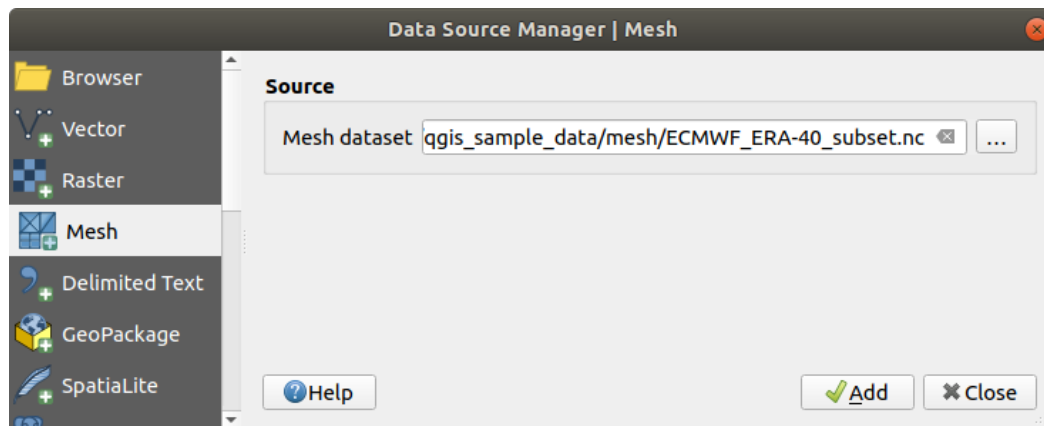 Data Source Manager | Mesh
Browser
Vector
Raster
Mesh
Delimited Text
GeoPackage
SpatiaLite
Source
Mesh dataset
qgis_sample_data/mesh/ECMWF_ERA-40_subset.nc
...
Help
Add
Close